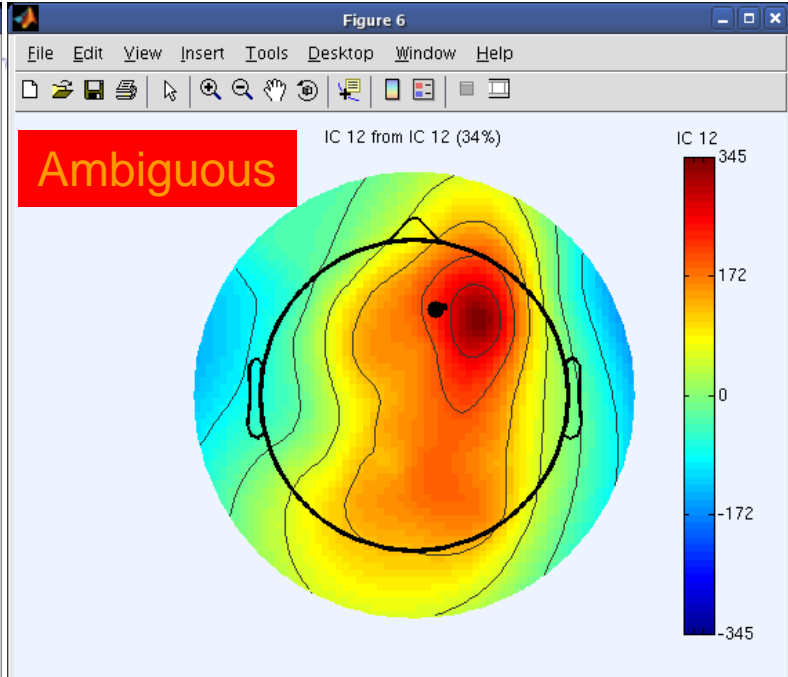 Figure 6
File Edit View Insert Tools Desktop Window Help
Ambiguous
IC 12 from IC 12 (34%)
IC 12
345
172
0
-172
-345